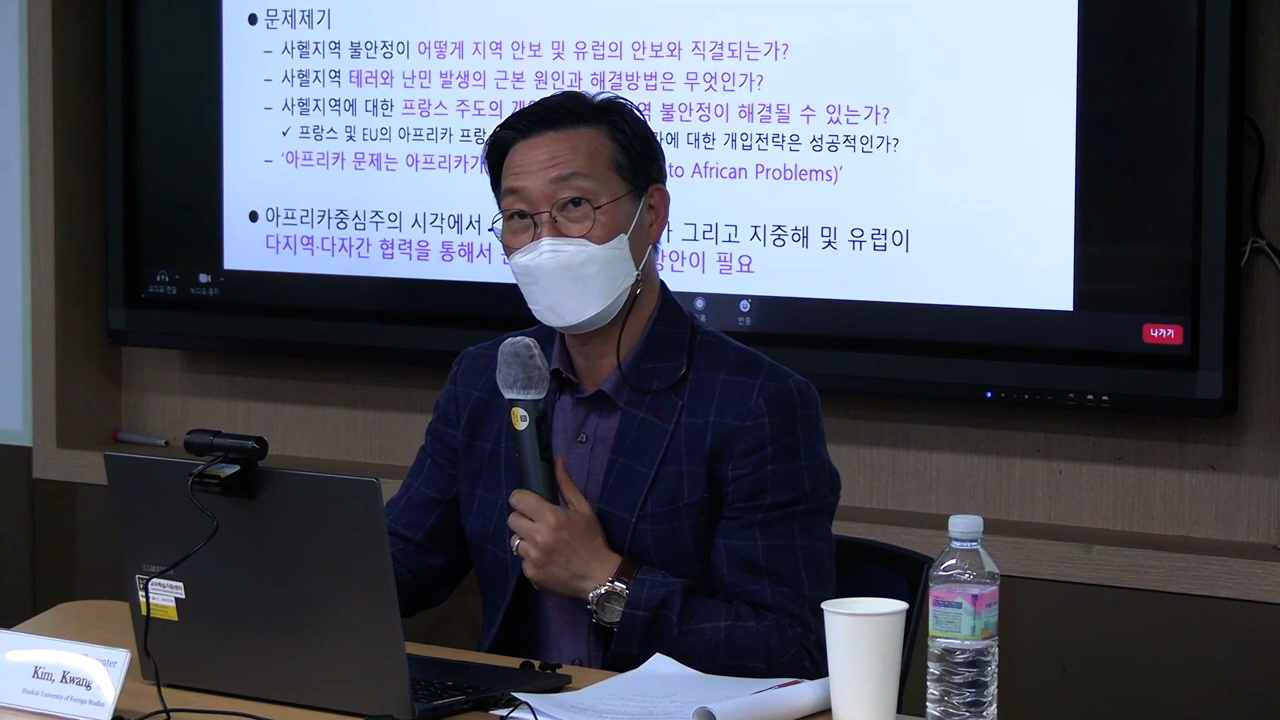 ● 문제제기
– 사헬지역 불안정이 어떻게 지역 안보 및 유럽의 안보와 직결되는가?
– 사헬지역 테러와 난민 발생의 근본 원인과 해결방법은 무엇인가?
– 사헬지역에 대한 프랑스 주도의 불안정이 해결될 수 있는가?
✓ 프랑스 및 EU의 아프리카 대한 개입전략은 성공적인가?
– '아프리카 문제는 to African Problems)'
● 아프리카중심주의 시각에서 그리고 지중해 및 유럽이
다지역·다자간 협력을 통해서 방안이 필요
나가기
Kim, Kwang
Hankuk University of Foreign Studies